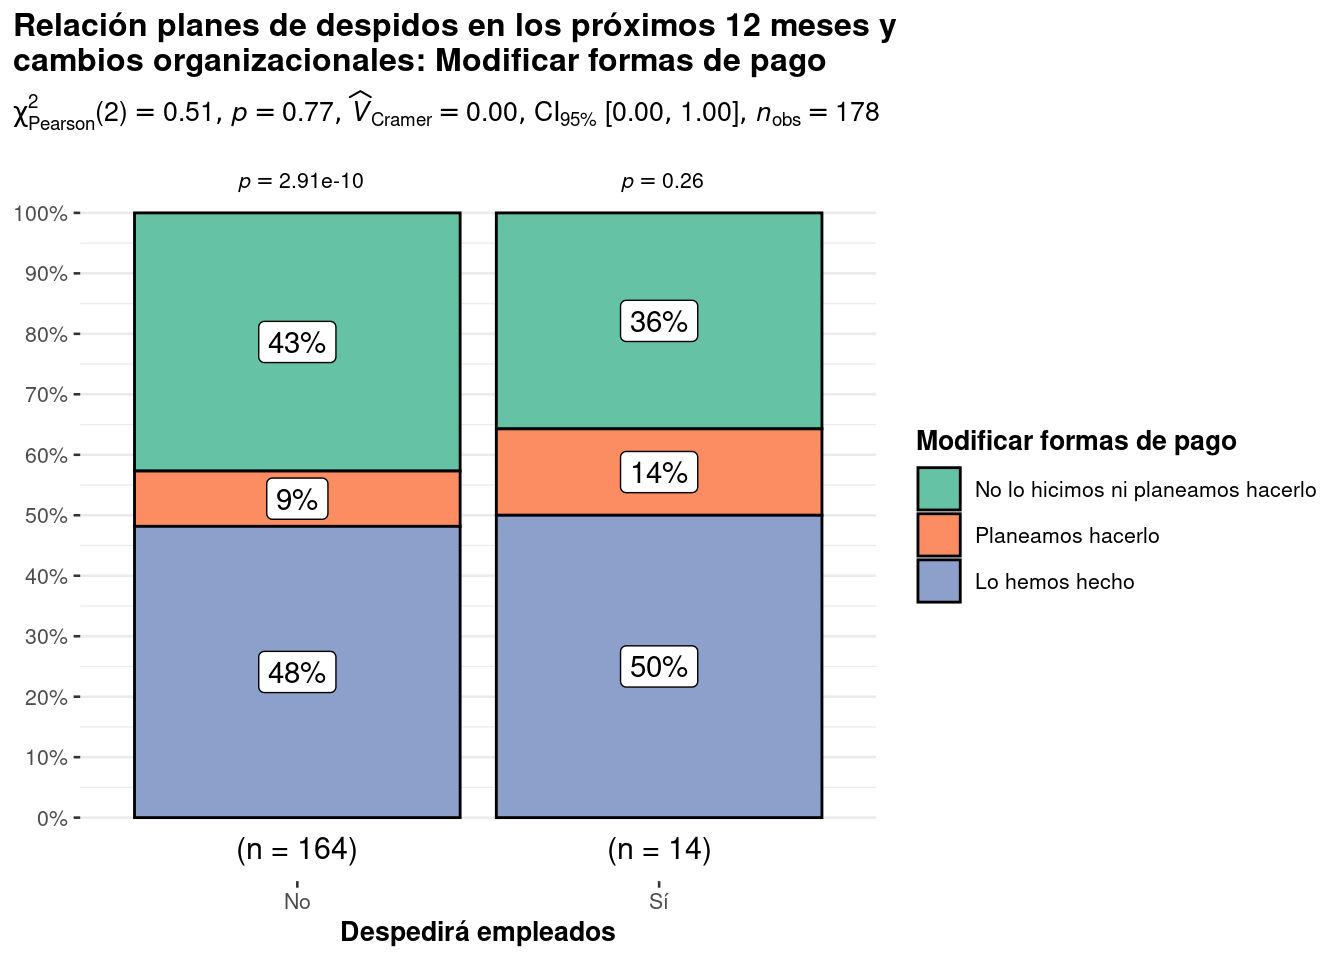 Relación planes de despidos en los próximos 12 meses y
cambios organizacionales: Modificar formas de pago
χ²Pearson(2) = 0.51, p = 0.77, V̂Cramer = 0.00, CI95% [0.00, 1.00], nobs = 178
p = 2.91e-10
p = 0.26
100%
90%
80%
70%
60%
50%
40%
30%
20%
10%
0%
43%
9%
48%
36%
14%
50%
(n = 164)
(n = 14)
No
Sí
Despedirá empleados
Modificar formas de pago
No lo hicimos ni planeamos hacerlo
Planeamos hacerlo
Lo hemos hecho